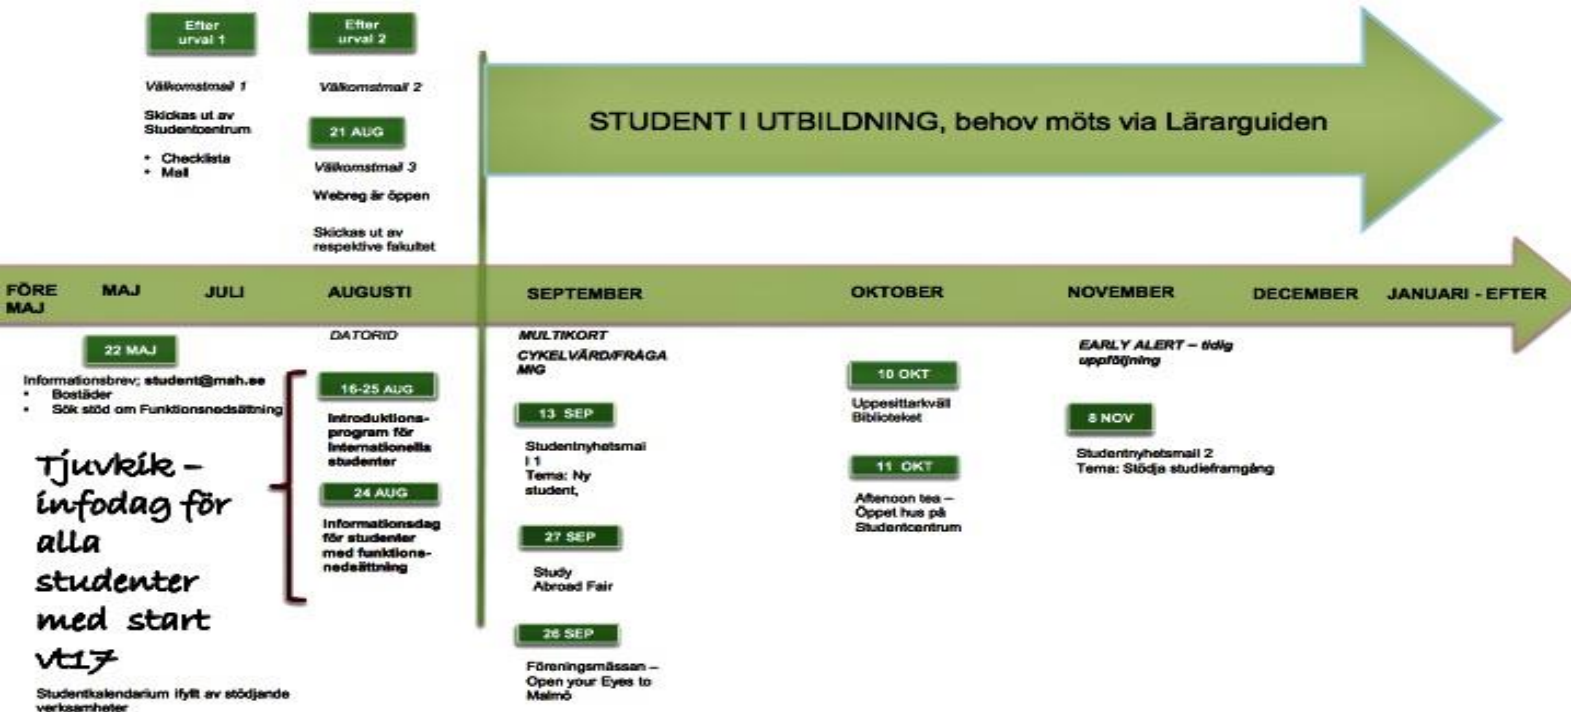 Efter
urval 1
Välkomstmail 1
Skickas ut av
Studentcentrum
• Checklista
• Mail
Efter
urval 2
Välkomstmail 2
21 AUG
Välkomstmail 3
Webreg är öppen
Skickas ut av
respektive fakultet
STUDENT I UTBILDNING, behov möts via Lärarguiden
FÖRE
MAJ
MAJ
JULI
AUGUSTI
SEPTEMBER
OKTOBER
NOVEMBER
DECEMBER
JANUARI - EFTER
22 MAJ
Informationsbrev; student@mah.se
• Bostäder
• Sök stöd om Funktionsnedsättning
Tjuvkik –
infodag för
alla
studenter
med start
vt17
Studentkalendarium ifyllt av stödjande
verksamheter
DATORID
16-25 AUG
Introduktions-
program för
Internationella
studenter
24 AUG
Informationsdag
för studenter
med funktions-
nedsättning
MULTIKORT
CYKELVÄRD/FRÅGA
MIG
13 SEP
Studentnyhetsmai
l 1
Tema: Ny
student,
27 SEP
Study
Abroad Fair
26 SEP
Föreningsmässan –
Open your Eyes to
Malmö
10 OKT
Uppesittarkväll
Biblioteket
11 OKT
Afternoon tea –
Öppet hus på
Studentcentrum
EARLY ALERT – tidig
uppföljning
8 NOV
Studentnyhetsmail 2
Tema: Stödja studieframgång